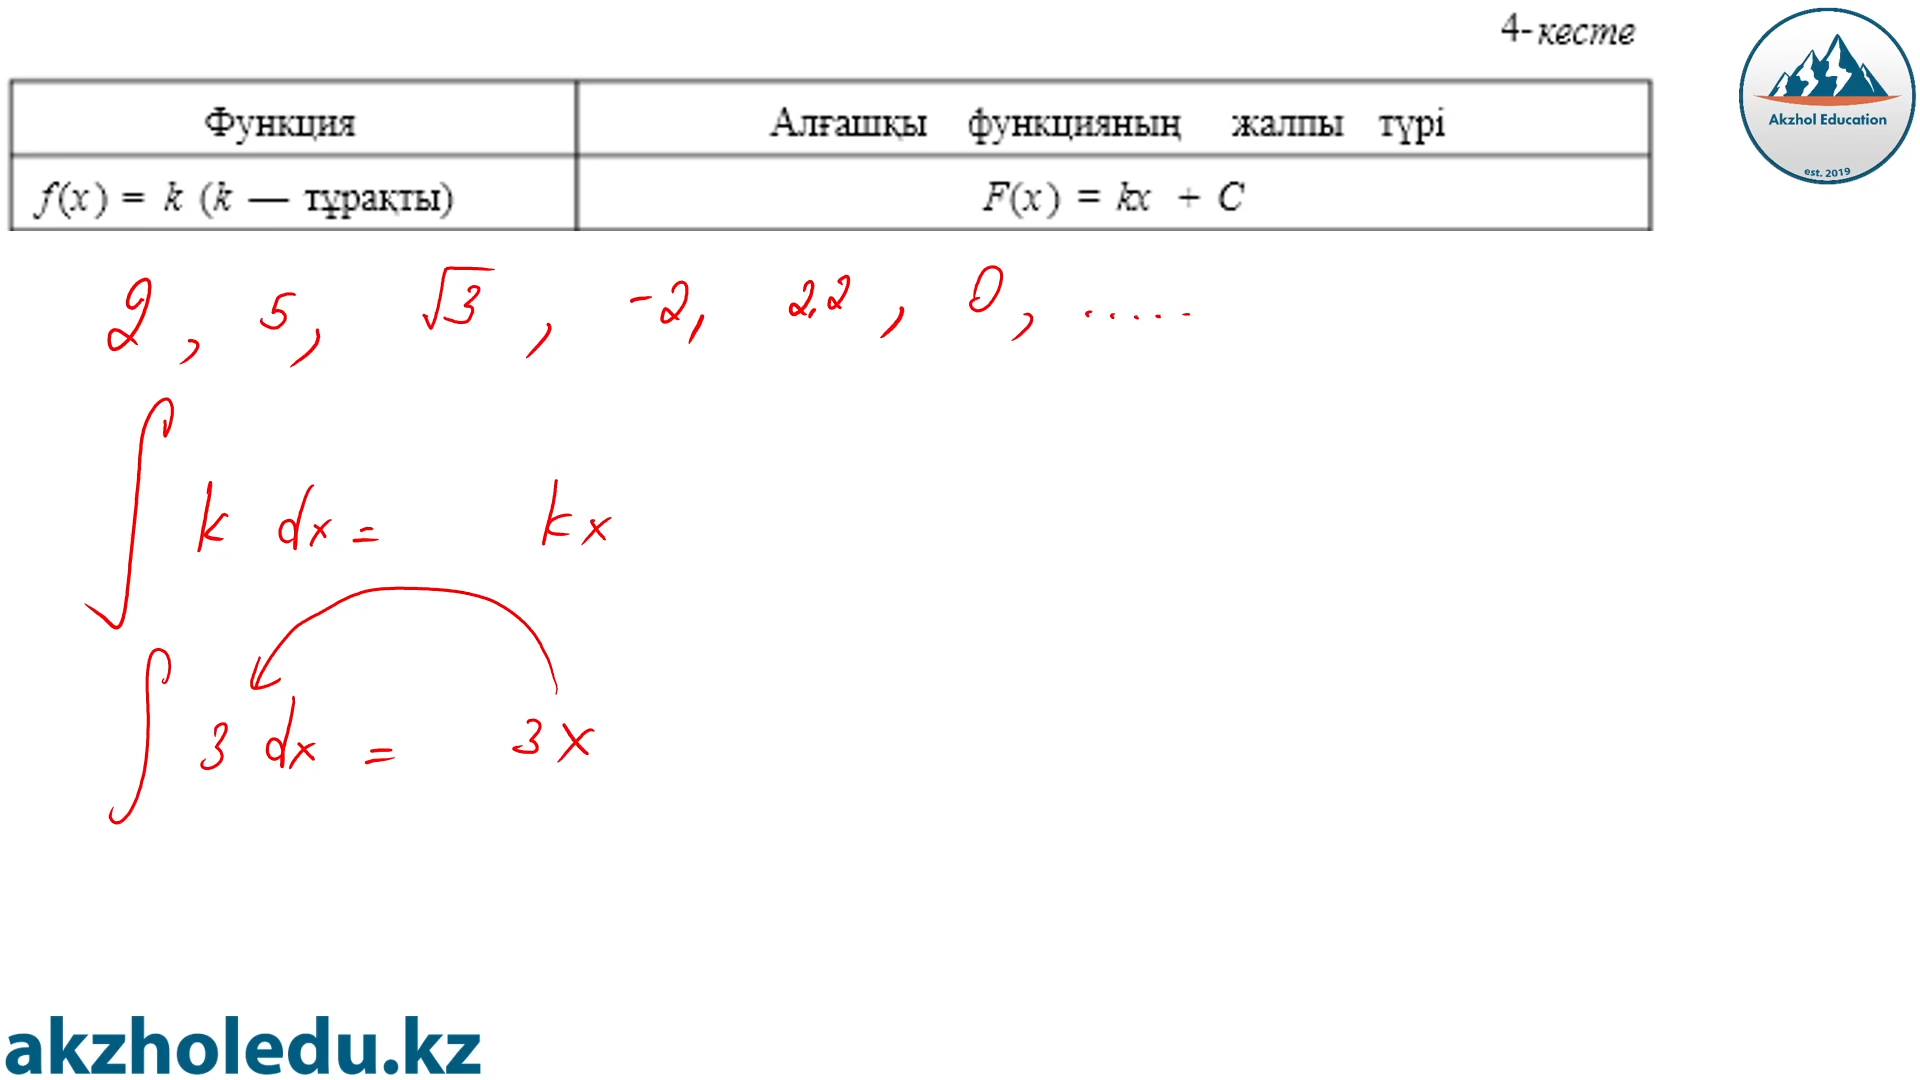 4-кесте
Akzhol Education
est. 2019
Функция Алғашқы функцияның жалпы түрі
f(x) = k (k — тұрақты) F(x) = kx + C
2, 5, √3, -2, 2,2, 0, .....
∫ k dx = kx
∫ 3 dx = 3x
akzholedu.kz